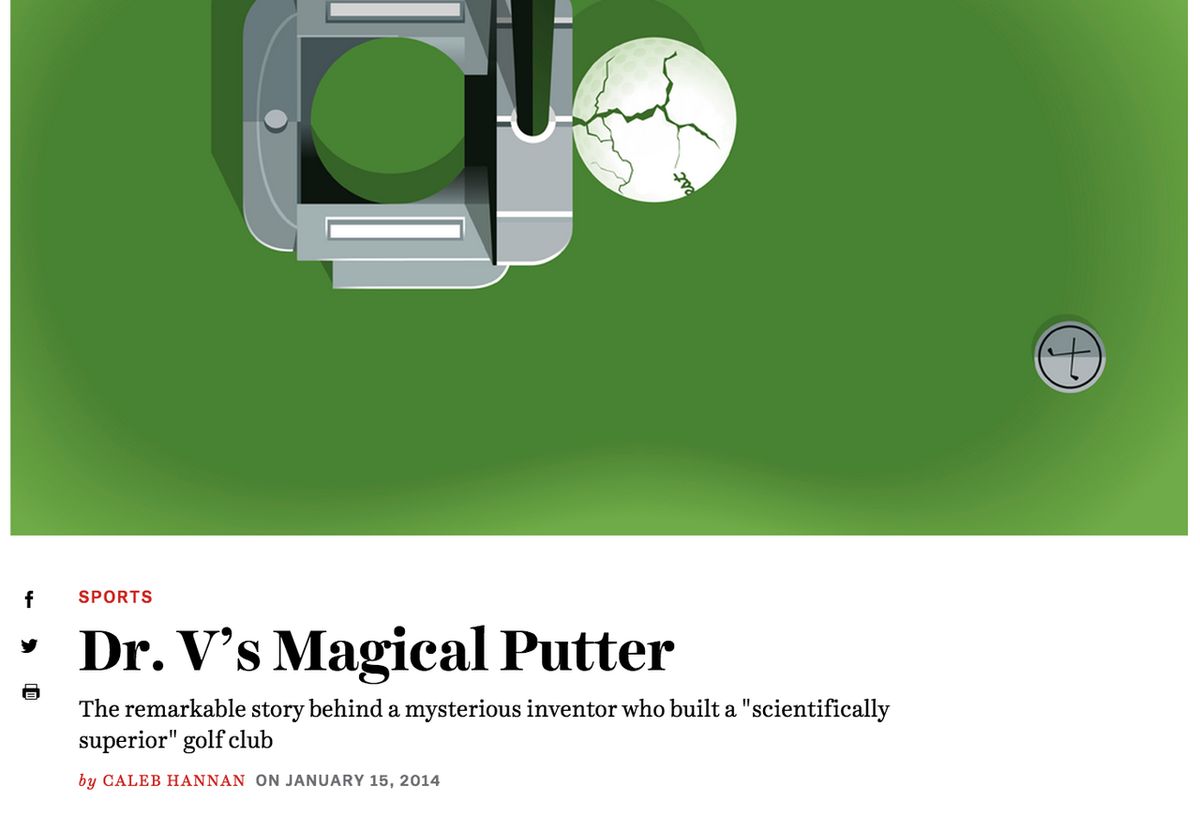 SPORTS
Dr. V’s Magical Putter
The remarkable story behind a mysterious inventor who built a "scientifically
superior" golf club
by CALEB HANNAN ON JANUARY 15, 2014